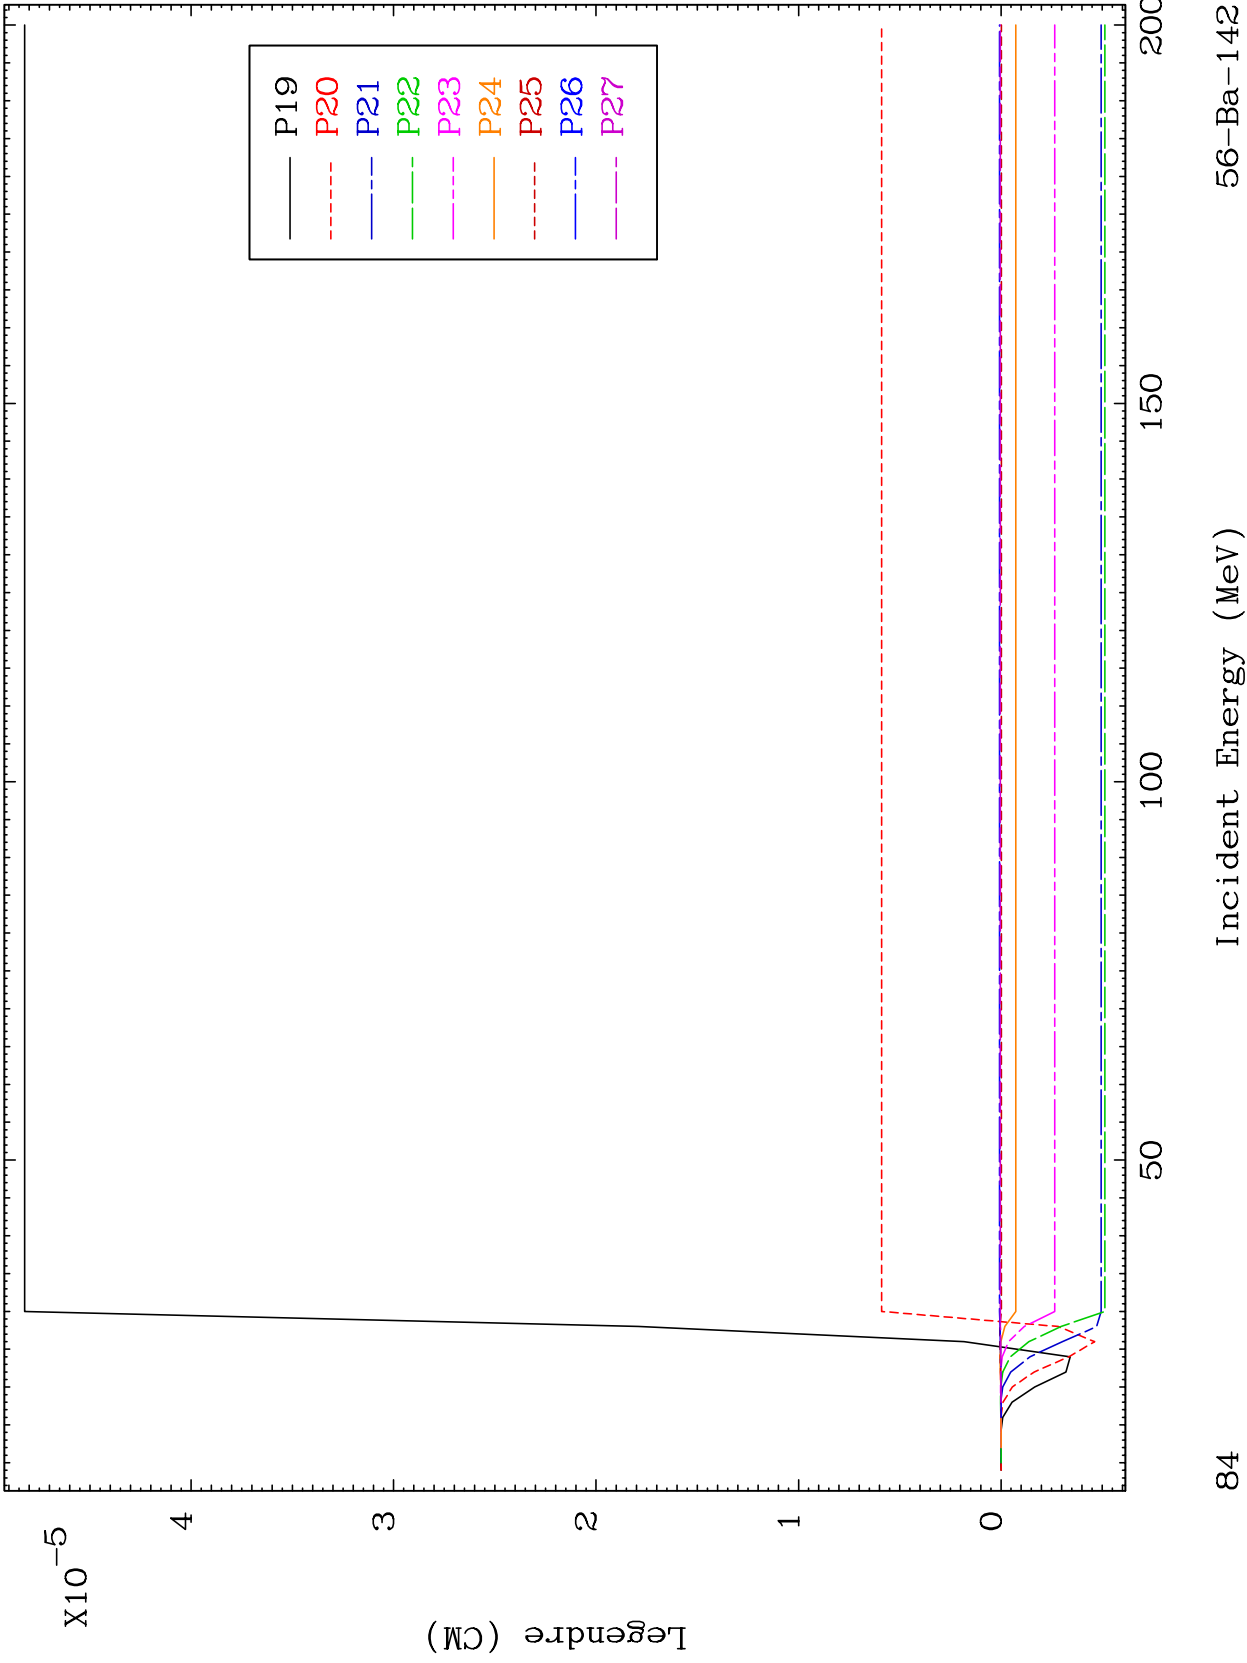 X10-5
4
3
2
1
0
Legendre (CM)
P19
P20
P21
P22
P23
P24
P25
P26
P27
50
100
150
200
Incident Energy (MeV)
84
56-Ba-142